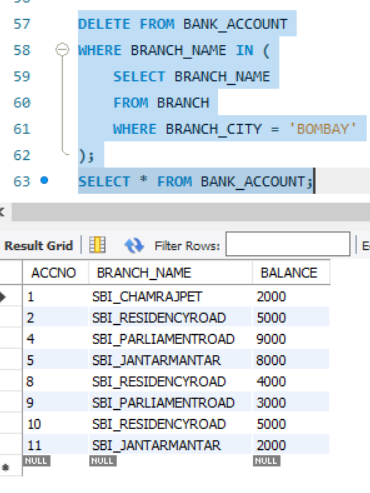 57 DELETE FROM BANK_ACCOUNT
58 WHERE BRANCH_NAME IN (
59 SELECT BRANCH_NAME
60 FROM BRANCH
61 WHERE BRANCH_CITY = 'BOMBAY'
62 );
63 SELECT * FROM BANK_ACCOUNT;
Result Grid Filter Rows: E
ACCNO BRANCH_NAME BALANCE
1 SBI_CHAMRAJPET 2000
2 SBI_RESIDENCYROAD 5000
4 SBI_PARLIAMENTROAD 9000
5 SBI_JANTARMANTAR 8000
8 SBI_RESIDENCYROAD 4000
9 SBI_PARLIAMENTROAD 3000
10 SBI_RESIDENCYROAD 5000
11 SBI_JANTARMANTAR 2000
NULL NULL NULL